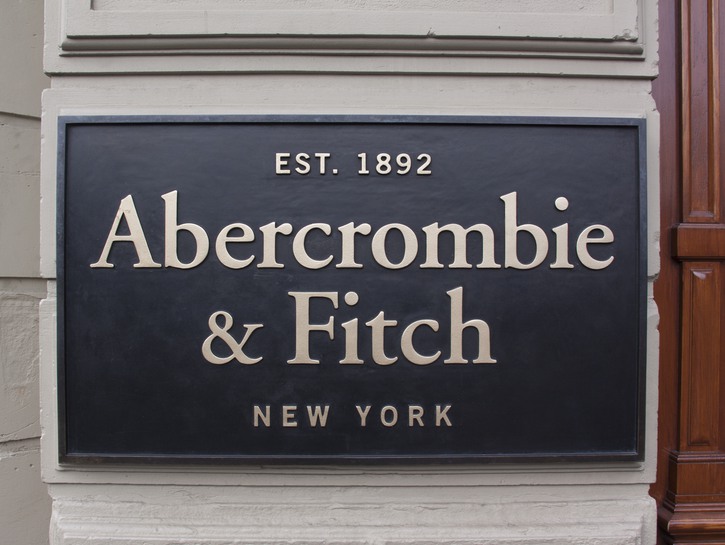 EST. 1892
Abercrombie
& Fitch
NEW YORK